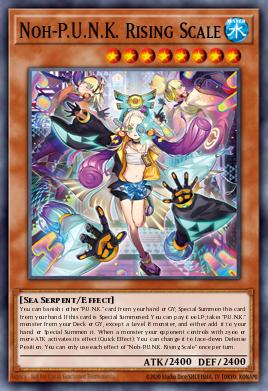 NOH-P.U.N.K. RISING SCALE
WATER
水
[SEA SERPENT/EFFECT]
You can banish 1 other "P.U.N.K." card from your hand or GY; Special Summon this card
from your hand. If this card is Special Summoned: You can pay 600 LP; take 1 "P.U.N.K."
monster from your Deck or GY, except a Level 8 monster, and either add it to your
hand or Special Summon it. When a monster your opponent controls with 2500 or
more ATK activates its effect (Quick Effect): You can change it to face-down Defense
Position. You can only use each effect of "Noh-P.U.N.K. Rising Scale" once per turn.
ATK/2400 DEF/2400
KONAMI